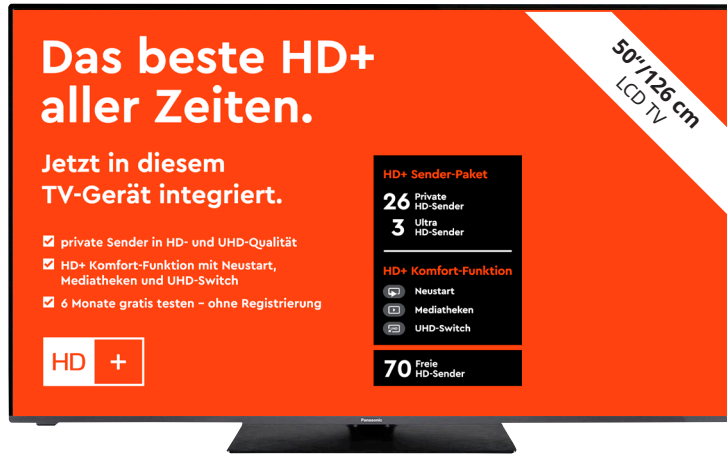 Das beste HD+
aller Zeiten.
Jetzt in diesem
TV-Gerät integriert.
private Sender in HD- und UHD-Qualität
HD+ Komfort-Funktion mit Neustart,
Mediatheken und UHD-Switch
6 Monate gratis testen – ohne Registrierung
HD +
50“/126 cm
LCD TV
HD+ Sender-Paket
26 Private
HD-Sender
3 Ultra
HD-Sender
HD+ Komfort-Funktion
Neustart
Mediatheken
UHD-Switch
70 Freie
HD-Sender
Panasonic